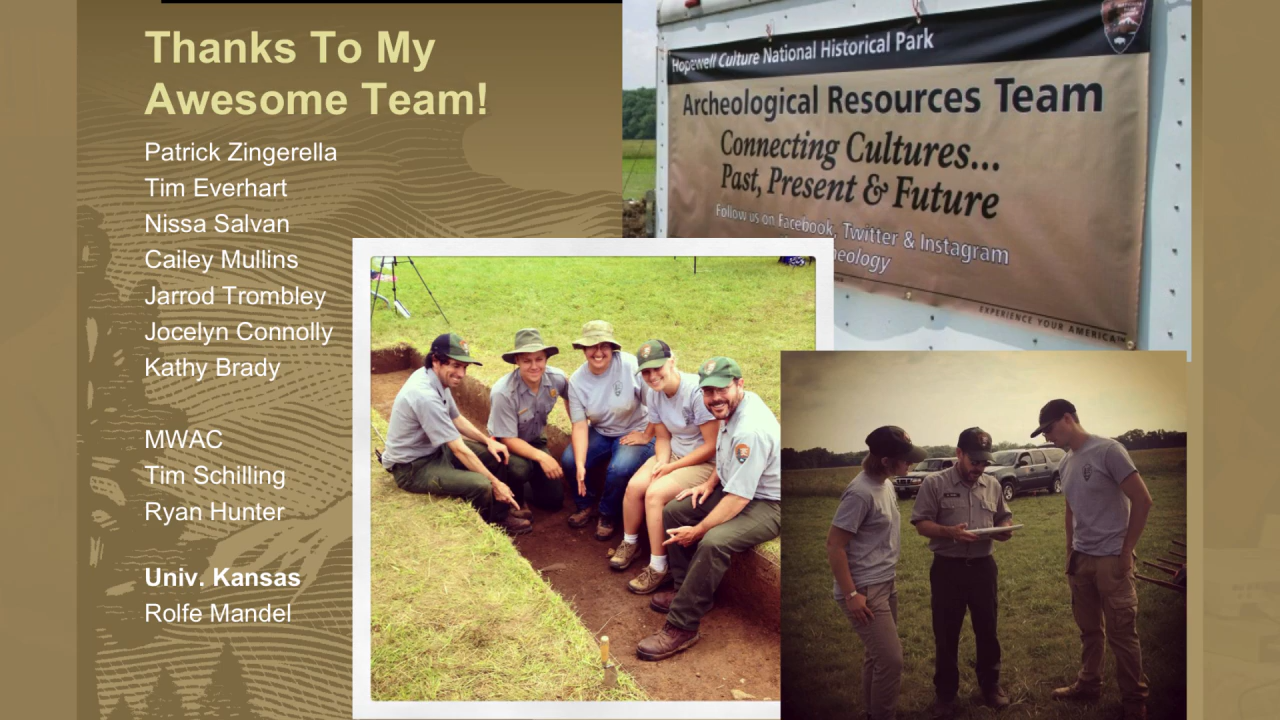 Thanks To My
Awesome Team!
Patrick Zingerella
Tim Everhart
Nissa Salvan
Cailey Mullins
Jarrod Trombley
Jocelyn Connolly
Kathy Brady
MWAC
Tim Schilling
Ryan Hunter
Univ. Kansas
Rolfe Mandel
Hopewell Culture National Historical Park
Archeological Resources Team
Connecting Cultures...
Past, Present & Future
Follow us on Facebook, Twitter & Instagram
EXPERIENCE YOUR AMERICA™